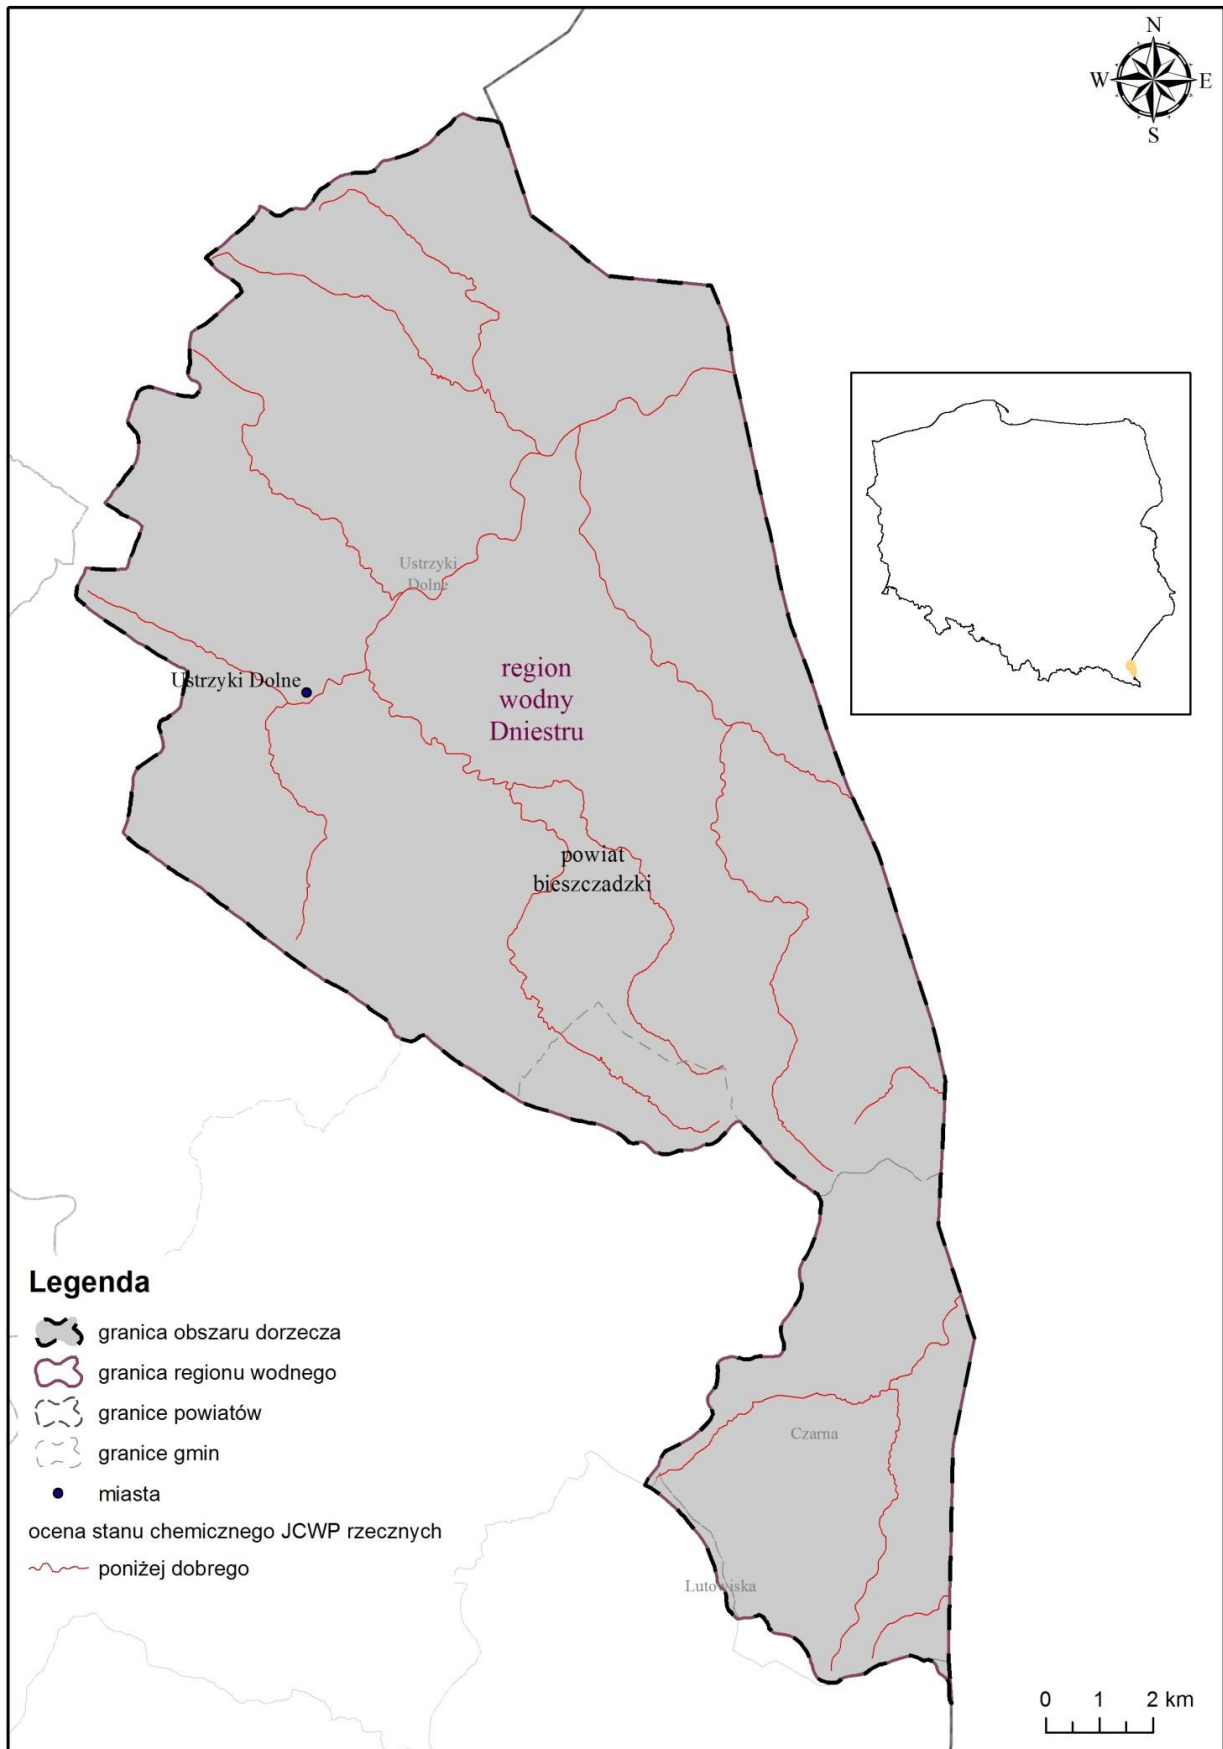 N
W E
S
Ustrzyki
Dolne
Ustrzyki Dolne
region
wodny
Dniestru
powiat
bieszczadzki
Czarna
Lutowiska
Legenda
granica obszaru dorzecza
granica regionu wodnego
granice powiatów
granice gmin
miasta
ocena stanu chemicznego JCWP rzecznych
poniżej dobrego
0 1 2 km